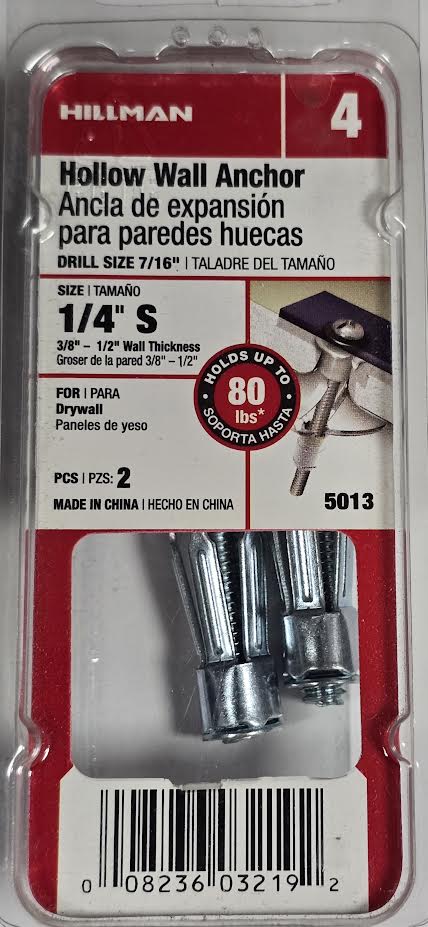 HILLMAN
4
Hollow Wall Anchor
Ancla de expansión
para paredes huecas
DRILL SIZE 7/16" | TALADRE DEL TAMAÑO
SIZE | TAMAÑO
1/4" S
3/8" – 1/2" Wall Thickness
Groser de la pared 3/8" – 1/2"
HOLDS UP TO
80
lbs*
SOPORTA HASTA
FOR | PARA
Drywall
Paneles de yeso
PCS | PZS: 2
MADE IN CHINA | HECHO EN CHINA
5013
0 08236 03219 2